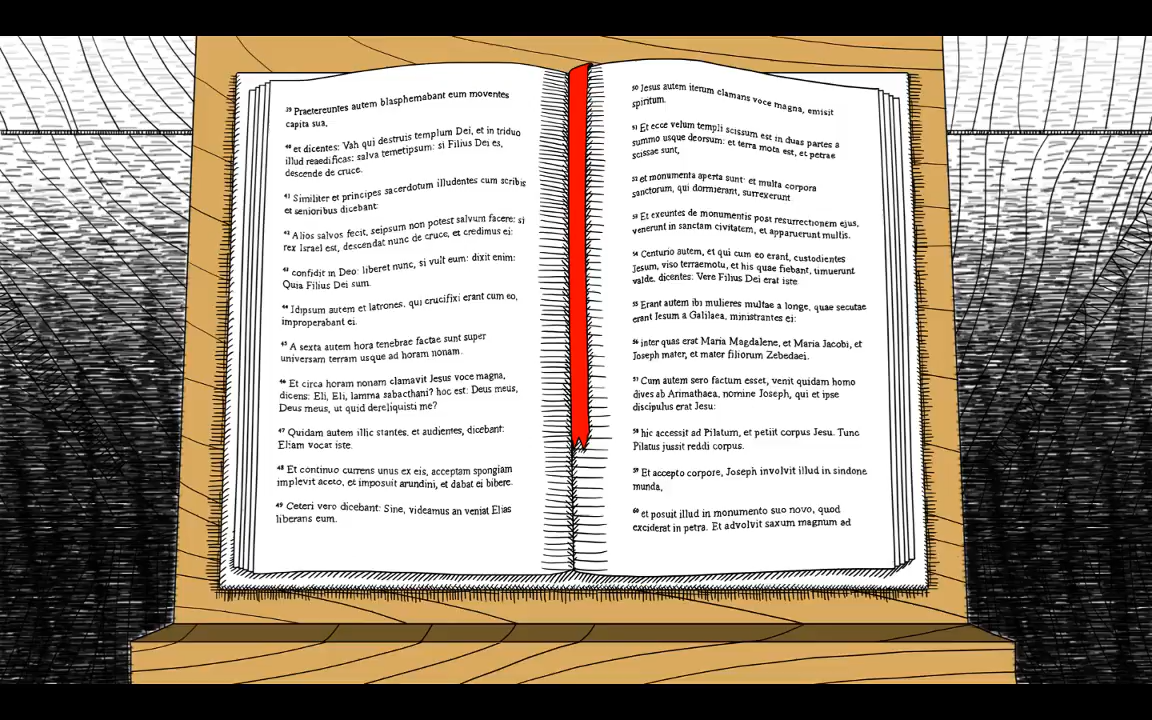 39 Praetereuntes autem blasphemabant eum moventes
capita sua,
40 et dicentes: Vah qui destruis templum Dei, et in triduo
illud reaedificas: salva temetipsum: si Filius Dei es,
descende de cruce.
41 Similiter et principes sacerdotum illudentes cum scribis
et senioribus dicebant:
42 Alios salvos fecit, seipsum non potest salvum facere: si
rex Israel est, descendat nunc de cruce, et credimus ei:
43 confidit in Deo: liberet nunc, si vult eum: dixit enim:
Quia Filius Dei sum.
44 Idipsum autem et latrones, qui crucifixi erant cum eo,
improperabant ei.
45 A sexta autem hora tenebrae factae sunt super
universam terram usque ad horam nonam.
46 Et circa horam nonam clamavit Jesus voce magna,
dicens: Eli, Eli, lamma sabacthani? hoc est: Deus meus,
Deus meus, ut quid dereliquisti me?
47 Quidam autem illic stantes, et audientes, dicebant:
Eliam vocat iste.
48 Et continuo currens unus ex eis, acceptam spongiam
implevit aceto, et imposuit arundini, et dabat ei bibere.
49 Ceteri vero dicebant: Sine, videamus an veniat Elias
liberans eum.
50 Jesus autem iterum clamans voce magna, emisit
spiritum.
51 Et ecce velum templi scissum est in duas partes a
summo usque deorsum: et terra mota est, et petrae
scissae sunt,
52 et monumenta aperta sunt: et multa corpora
sanctorum, qui dormierant, surrexerunt
53 Et exeuntes de monumentis post resurrectionem ejus,
venerunt in sanctam civitatem, et apparuerunt multis.
54 Centurio autem, et qui cum eo erant, custodientes
Jesum, viso terraemotu, et his quae fiebant, timuerunt
valde, dicentes: Vere Filius Dei erat iste.
55 Erant autem ibi mulieres multae a longe, quae secutae
erant Jesum a Galilaea, ministrantes ei:
56 inter quas erat Maria Magdalene, et Maria Jacobi, et
Joseph mater, et mater filiorum Zebedaei.
57 Cum autem sero factum esset, venit quidam homo
dives ab Arimathaea, nomine Joseph, qui et ipse
discipulus erat Jesu:
58 hic accessit ad Pilatum, et petiit corpus Jesu. Tunc
Pilatus jussit reddi corpus.
59 Et accepto corpore, Joseph involvit illud in sindone
munda,
60 et posuit illud in monumento suo novo, quod
exciderat in petra. Et advolvit saxum magnum ad